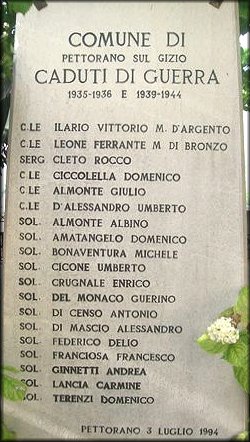 COMUNE DI
PETTORANO SUL GIZIO
CADUTI DI GUERRA
1935-1936 E 1939-1944
C.LE ILARIO VITTORIO M. D'ARGENTO
C.LE LEONE FERRANTE M DI BRONZO
SERG CLETO ROCCO
C.LE CICCOLELLA DOMENICO
C.LE ALMONTE GIULIO
C.LE D'ALESSANDRO UMBERTO
SOL. ALMONTE ALBINO
SOL. AMATANGELO DOMENICO
SOL. BONAVENTURA MICHELE
SOL. CICONE UMBERTO
SOL. CRUGNALE ENRICO
SOL. DEL MONACO GUERINO
SOL. DI CENSO ANTONIO
SOL. DI MASCIO ALESSANDRO
SOL. FEDERICO DELIO
SOL. FRANCIOSA FRANCESCO
SOL. GINNETTI ANDREA
SOL. LANCIA CARMINE
SOL. TERENZI DOMENICO
PETTORANO 3 LUGLIO 1994